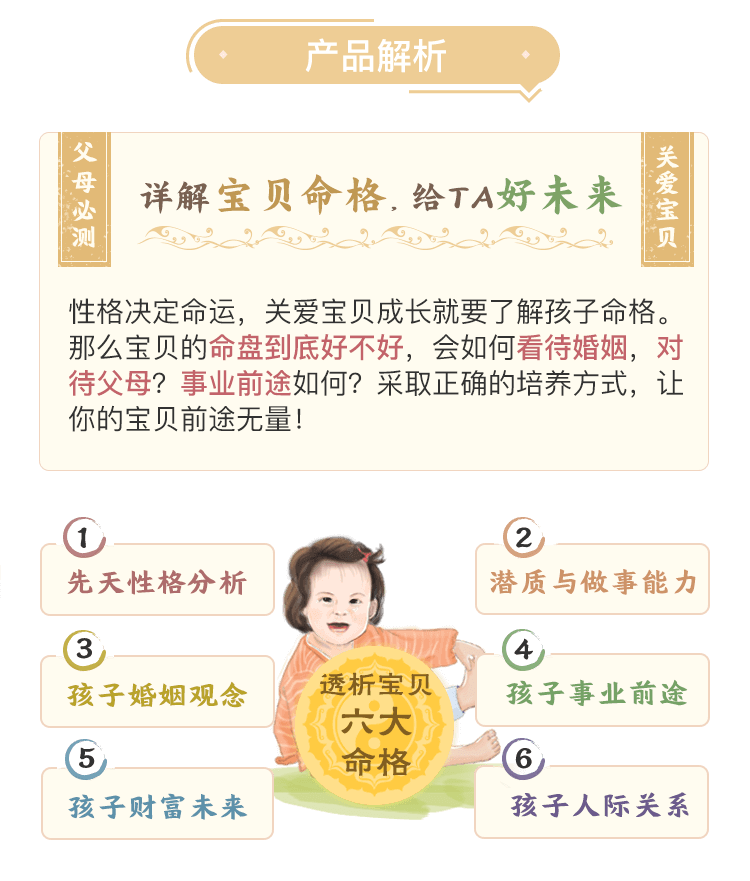 产品解析
父母必测
详解宝贝命格. 给TA好未来
关爱宝贝
性格决定命运，关爱宝贝成长就要了解孩子命格。
那么宝贝的命盘到底好不好，会如何看待婚姻，对
待父母？事业前途如何？采取正确的培养方式，让
你的宝贝前途无量！
1
先天性格分析
2
潜质与做事能力
3
孩子婚姻观念
4
孩子事业前途
透析宝贝
六大
命格
5
孩子财富未来
6
孩子人际关系